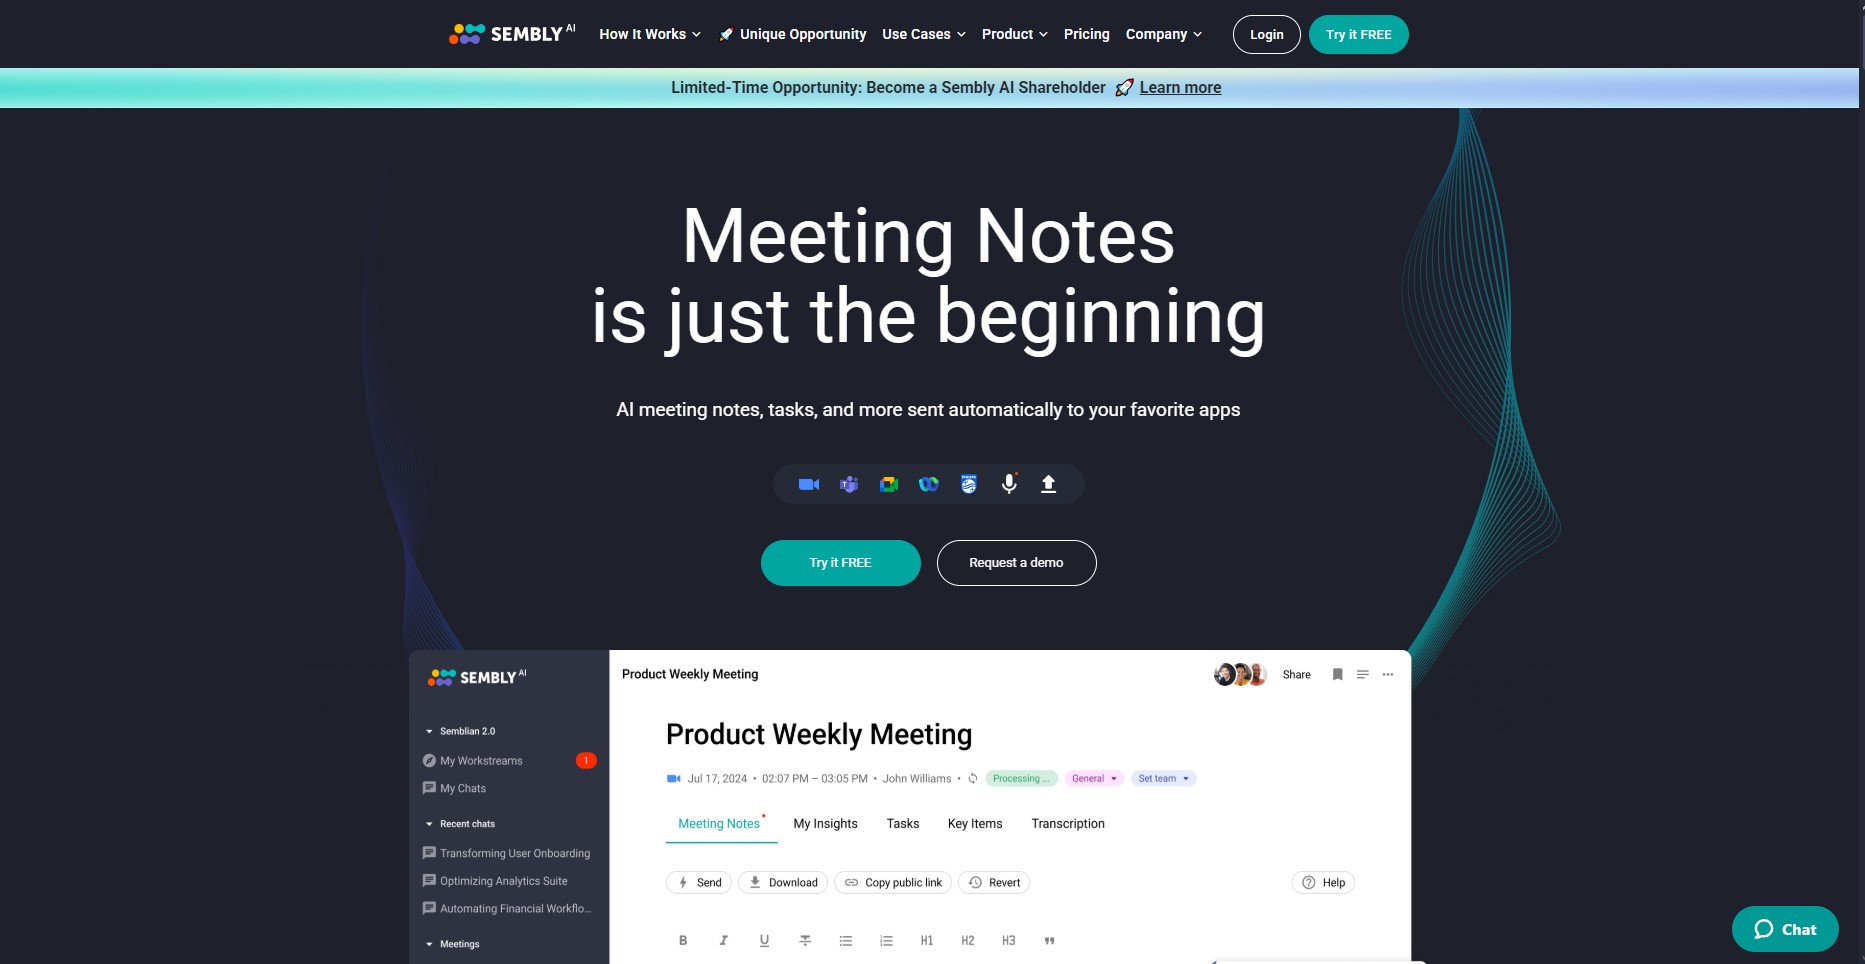 SEMBLY AI How It Works Unique Opportunity Use Cases Product Pricing Company Login Try it FREE
Limited-Time Opportunity: Become a Sembly AI Shareholder Learn more
Meeting Notes
is just the beginning
AI meeting notes, tasks, and more sent automatically to your favorite apps
Try it FREE Request a demo
SEMBLY AI
Semblian 2.0
My Workstreams 1
My Chats
Recent chats
Transforming User Onboarding
Optimizing Analytics Suite
Automating Financial Workflo...
Meetings
Product Weekly Meeting Share
Product Weekly Meeting
Jul 17, 2024 • 02:07 PM – 03:05 PM • John Williams • Processing ... General Set team
Meeting Notes My Insights Tasks Key Items Transcription
Send Download Copy public link Revert Help
B I U H1 H2 H3
Chat